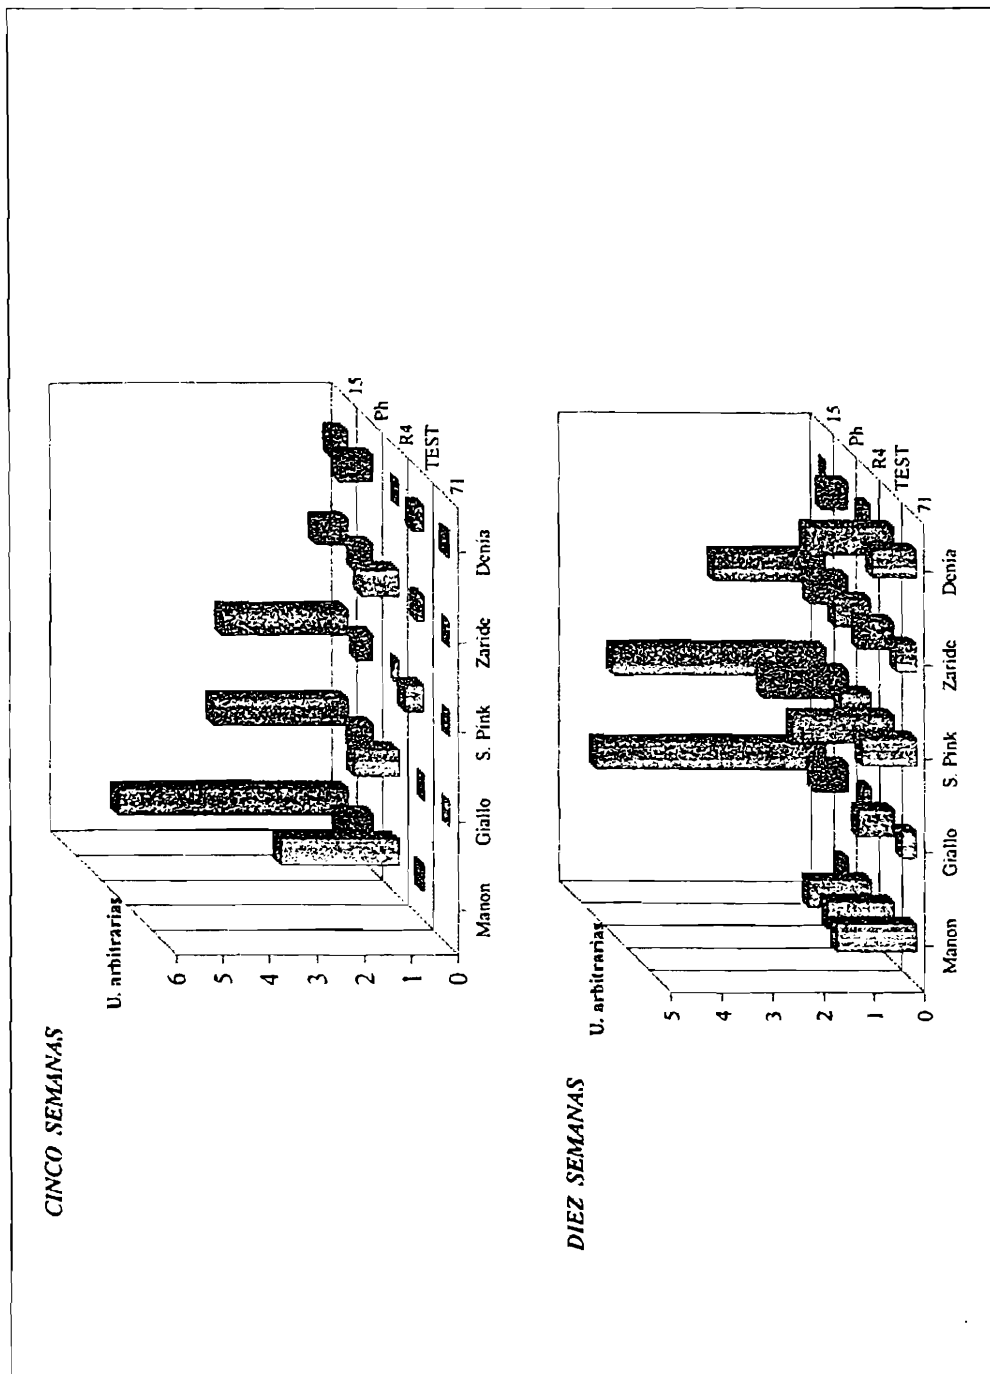 CINCO SEMANAS
U. arbitrarias
6
5
4
3
2
1
0
Manon
Giallo
S. Pink
Zaride
Denia
15
Ph
R4
TEST
71
DIEZ SEMANAS
U. arbitrarias
5
4
3
2
1
0
Manon
Giallo
S. Pink
Zaride
Denia
15
Ph
R4
TEST
71